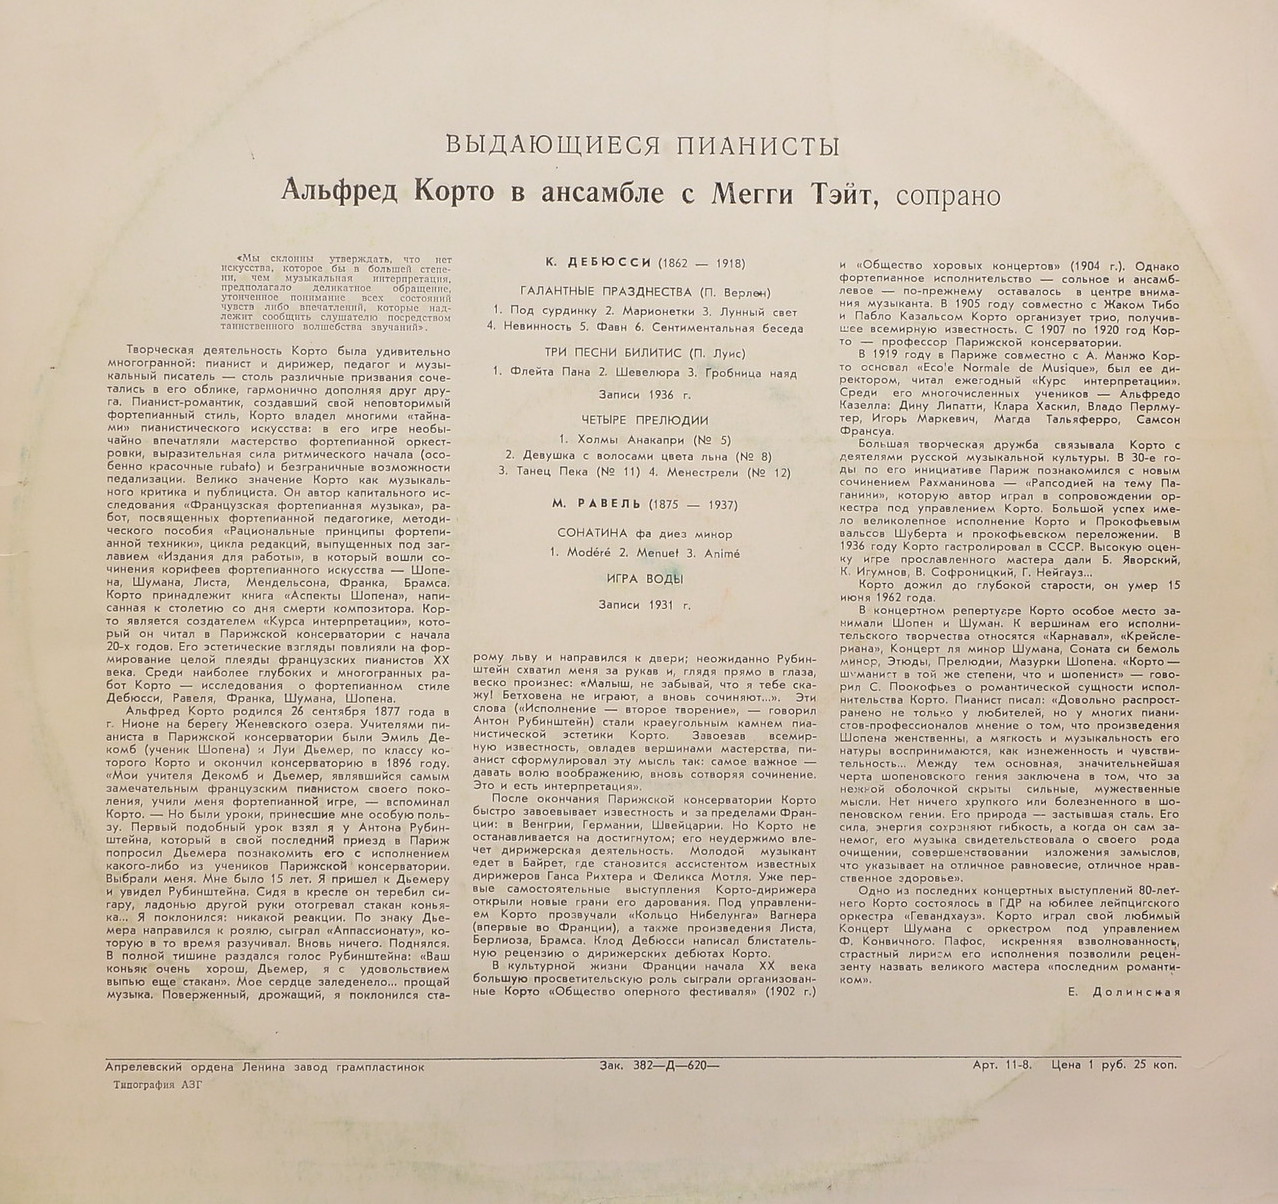 ВЫДАЮЩИЕСЯ ПИАНИСТЫ
Альфред Корто в ансамбле с Мегги Тэйт, сопрано
«Мы склонны утверждать, что нет
искусства, которое бы в большей степе-
ни, чем музыкальная интерпретация,
предполагало деликатное обращение,
утонченное понимание всех состояний
чувств либо впечатлений, которые над-
лежит сообщить слушателю посредством
таинственного волшебства звучаний».
Творческая деятельность Корто была удивительно
многогранной: пианист и дирижер, педагог и музы-
кальный писатель — столь различные призвания соче-
тались в его облике, гармонично дополняя друг дру-
га. Пианист-романтик, создавший свой неповторимый
фортепианный стиль, Корто владел многими «тайна-
ми» пианистического искусства: в его игре необы-
чайно впечатляли мастерство фортепианной оркест-
ровки, выразительная сила ритмического начала (осо-
бенно красочные rubato) и безграничные возможности
педализации. Велико значение Корто как музыкаль-
ного критика и публициста. Он автор капитального ис-
следования «Французская фортепианная музыка», ра-
бот, посвященных фортепианной педагогике, методи-
ческого пособия «Рациональные принципы фортепи-
анной техники», цикла редакций, выпущенных под заг-
лавием «Издания для работы», в который вошли со-
чинения корифеев фортепианного искусства — Шопе-
на, Шумана, Листа, Мендельсона, Франка, Брамса.
Корто принадлежит книга «Аспекты Шопена», напи-
санная к столетию со дня смерти композитора. Кор-
то является создателем «Курса интерпретации», кото-
рый он читал в Парижской консерватории с начала
20-х годов. Его эстетические взгляды повлияли на фор-
мирование целой плеяды французских пианистов XX
века. Среди наиболее глубоких и многогранных ра-
бот Корто — исследования о фортепианном стиле
Дебюсси, Равеля, Франка, Шумана, Шопена.
Альфред Корто родился 26 сентября 1877 года в
г. Нионе на берегу Женевского озера. Учителями пи-
аниста в Парижской консерватории были Эмиль Де-
комб (ученик Шопена) и Луи Дьемер, по классу ко-
торого Корто и окончил консерваторию в 1896 году.
«Мои учителя Декомб и Дьемер, являвшийся самым
замечательным французским пианистом своего поко-
ления, учили меня фортепианной игре, — вспоминал
Корто. — Но были уроки, принесшие мне особую поль-
зу. Первый подобный урок взял я у Антона Рубин-
штейна, который в свой последний приезд в Париж
попросил Дьемера познакомить его с исполнением
какого-либо из учеников Парижской консерватории.
Выбрали меня. Мне было 15 лет. Я пришел к Дьемеру
и увидел Рубинштейна. Сидя в кресле он теребил си-
гару, ладонью другой руки отогревал стакан конья-
ка... Я поклонился: никакой реакции. По знаку Дье-
мера направился к роялю, сыграл «Аппассионату», ко-
торую в то время разучивал. Вновь ничего. Поднялся.
В полной тишине раздался голос Рубинштейна: «Ваш
коньяк очень хорош, Дьемер, я с удовольствием
выпью еще стакан». Мое сердце заледенело... прощай
музыка. Поверженный, дрожащий, я поклонился ста-
К. ДЕБЮССИ (1862 — 1918)
ГАЛАНТНЫЕ ПРАЗДНЕСТВА (П. Верлен)
1. Под сурдинку 2. Марионетки 3. Лунный свет
4. Невинность 5. Фавн 6. Сентиментальная беседа
ТРИ ПЕСНИ БИЛИТИС (П. Луис)
1. Флейта Пана 2. Шевелюра 3. Гробница наяд
Записи 1936 г.
ЧЕТЫРЕ ПРЕЛЮДИИ
1. Холмы Анакапри (№ 5)
2. Девушка с волосами цвета льна (№ 8)
3. Танец Пека (№ 11) 4. Менестрели (№ 12)
М. РАВЕЛЬ (1875 — 1937)
СОНАТИНА фа диез минор
1. Modéré 2. Menuet 3. Animé
ИГРА ВОДЫ
Записи 1931 г.
рому льву и направился к двери; неожиданно Рубин-
штейн схватил меня за рукав и, глядя прямо в глаза,
веско произнес: «Малыш, не забывай, что я тебе ска-
жу! Бетховена не играют, а вновь сочиняют...». Эти
слова («Исполнение — второе творение», — говорил
Антон Рубинштейн) стали краеугольным камнем пиа-
нистической эстетики Корто. Завоевав всемир-
ную известность, овладев вершинами мастерства, пи-
анист сформулировал эту мысль так: самое важное —
давать волю воображению, вновь сотворяя сочинение.
Это и есть интерпретация».
После окончания Парижской консерватории Корто
быстро завоевывает известность и за пределами Фран-
ции: в Венгрии, Германии, Швейцарии. Но Корто не
останавливается на достигнутом; его неудержимо вле-
чет дирижерская деятельность. Молодой музыкант
едет в Байрет, где становится ассистентом известных
дирижеров Ганса Рихтера и Феликса Мотля. Уже пер-
вые самостоятельные выступления Корто-дирижера
открыли новые грани его дарования. Под управлени-
ем Корто прозвучали «Кольцо Нибелунга» Вагнера
(впервые во Франции), а также произведения Листа,
Берлиоза, Брамса. Клод Дебюсси написал блистатель-
ную рецензию о дирижерских дебютах Корто.
В культурной жизни Франции начала XX века
большую просветительскую роль сыграли организован-
ные Корто «Общество оперного фестиваля» (1902 г.)
и «Общество хоровых концертов» (1904 г.). Однако
фортепианное исполнительство — сольное и ансамб-
левое — по-прежнему оставалось в центре внима-
ния музыканта. В 1905 году совместно с Жаком Тибо
и Пабло Казальсом Корто организует трио, получив-
шее всемирную известность. С 1907 по 1920 год Кор-
то — профессор Парижской консерватории.
В 1919 году в Париже совместно с А. Манжо Кор-
то основал «Ecole Normale de Musique», был ее ди-
ректором, читал ежегодный «Курс интерпретации».
Среди его многочисленных учеников — Альфредо
Казелла: Дину Липатти, Клара Хаскил, Владо Перлму-
тер, Игорь Маркевич, Магда Тальяферро, Самсон
Франсуа.
Большая творческая дружба связывала Корто с
деятелями русской музыкальной культуры. В 30-е го-
ды по его инициативе Париж познакомился с новым
сочинением Рахманинова — «Рапсодией на тему Па-
ганини», которую автор играл в сопровождении ор-
кестра под управлением Корто. Большой успех име-
ло великолепное исполнение Корто и Прокофьевым
вальсов Шуберта и прокофьевском переложении. В
1936 году Корто гастролировал в СССР. Высокую оцен-
ку игре прославленного мастера дали Б. Яворский,
К. Игумнов, В. Софроницкий, Г. Нейгауз...
Корто дожил до глубокой старости, он умер 15
июня 1962 года.
В концертном репертуаре Корто особое место за-
нимали Шопен и Шуман. К вершинам его исполни-
тельского творчества относятся «Карнавал», «Крейсле-
риана», Концерт ля минор Шумана, Соната си бемоль
минор, Этюды, Прелюдии, Мазурки Шопена. «Корто —
шуманист в той же степени, что и шопенист» — гово-
рил С. Прокофьев о романтической сущности испол-
нительства Корто. Пианист писал: «Довольно распрост-
ранено не только у любителей, но у многих пиани-
стов-профессионалов мнение о том, что произведения
Шопена женственны, а мягкость и музыкальность его
натуры воспринимаются, как изнеженность и чувстви-
тельность... Между тем основная, значительнейшая
черта шопеновского гения заключена в том, что за
нежной оболочкой скрыты сильные, мужественные
мысли. Нет ничего хрупкого или болезненного в шо-
пеновском гении. Его природа — застывшая сталь. Его
сила, энергия сохраняют гибкость, а когда он сам за-
немог, его музыка свидетельствовала о своего рода
очищении, совершенствовании изложения замыслов,
что указывает на отличное равновесие, отличное нрав-
ственное здоровье».
Одно из последних концертных выступлений 80-лет-
него Корто состоялось в ГДР на юбилее лейпцигского
оркестра «Гевандхауз». Корто играл свой любимый
Концерт Шумана с оркестром под управлением
Ф. Конвичного. Пафос, искренняя взволнованность,
страстный лиризм его исполнения позволили рецен-
зенту назвать великого мастера «последним романти-
ком».
Е. Долинская
Апрелевский ордена Ленина завод грампластинок
Зак. 382—Д—620—
Арт. 11-8. Цена 1 руб. 25 коп.
Типография АЗГ